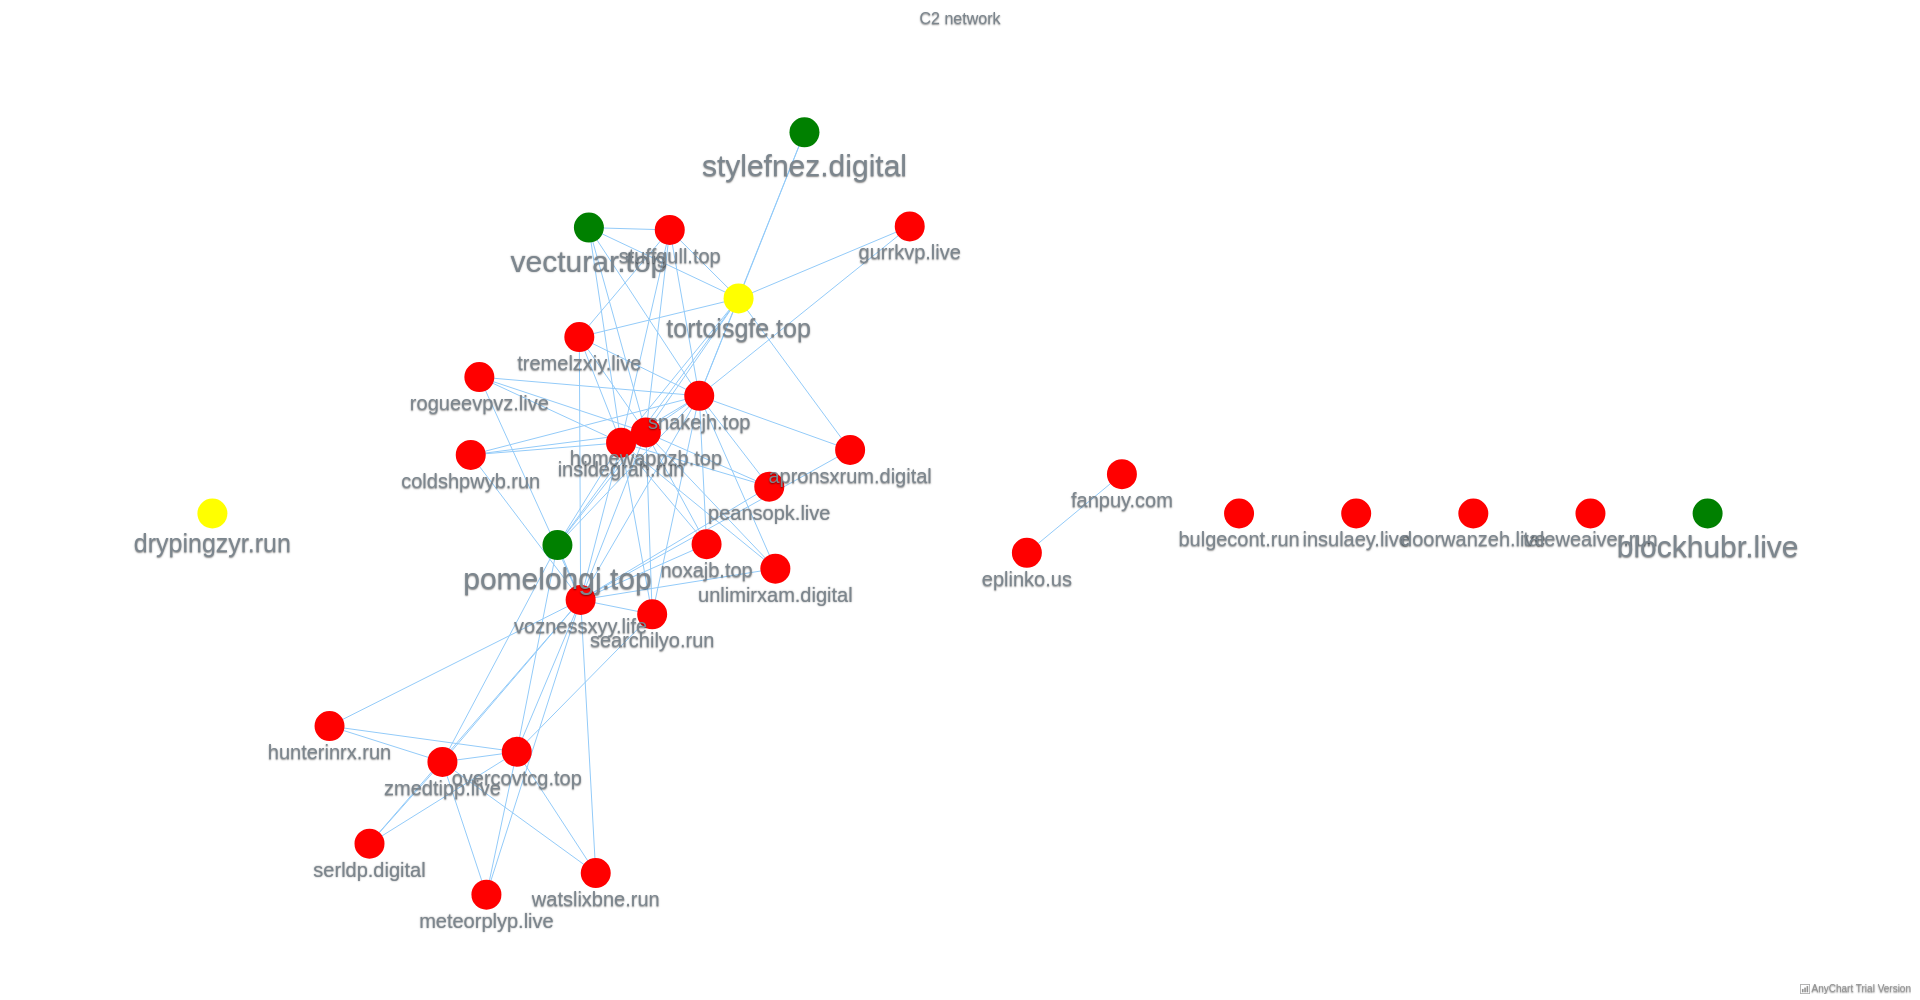 C2 network
stylefnez.digital
vecturar.top
stuffgull.top
gurrkvp.live
tortoisgfe.top
tremelzxiy.live
rogueevpvz.live
snakejh.top
homewappzb.top
insidegrah.run
coldshpwyb.run
apronsxrum.digital
peansopk.live
fanpuy.com
drypingzyr.run
bulgecont.run
insulaey.live
doorwanzeh.live
blockhubr.live
pomelohgj.top
noxajb.top
eplinko.us
unlimirxam.digital
voznessxyy.life
searchilyo.run
hunterinrx.run
overcovtcg.top
zmedtipp.live
serldp.digital
watslixbne.run
meteorplyp.live
AnyChart Trial Version